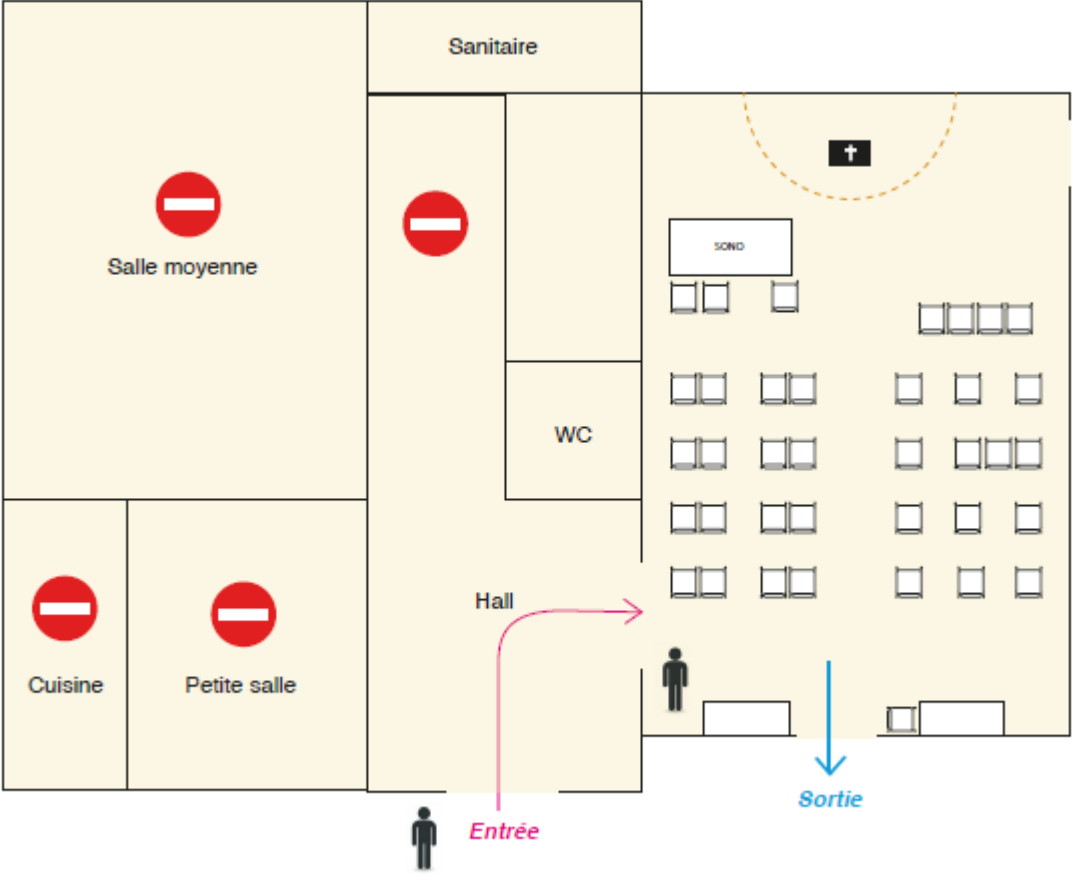 Sanitaire
Salle moyenne
SONO
WC
Hall
Cuisine
Petite salle
Sortie
Entrée